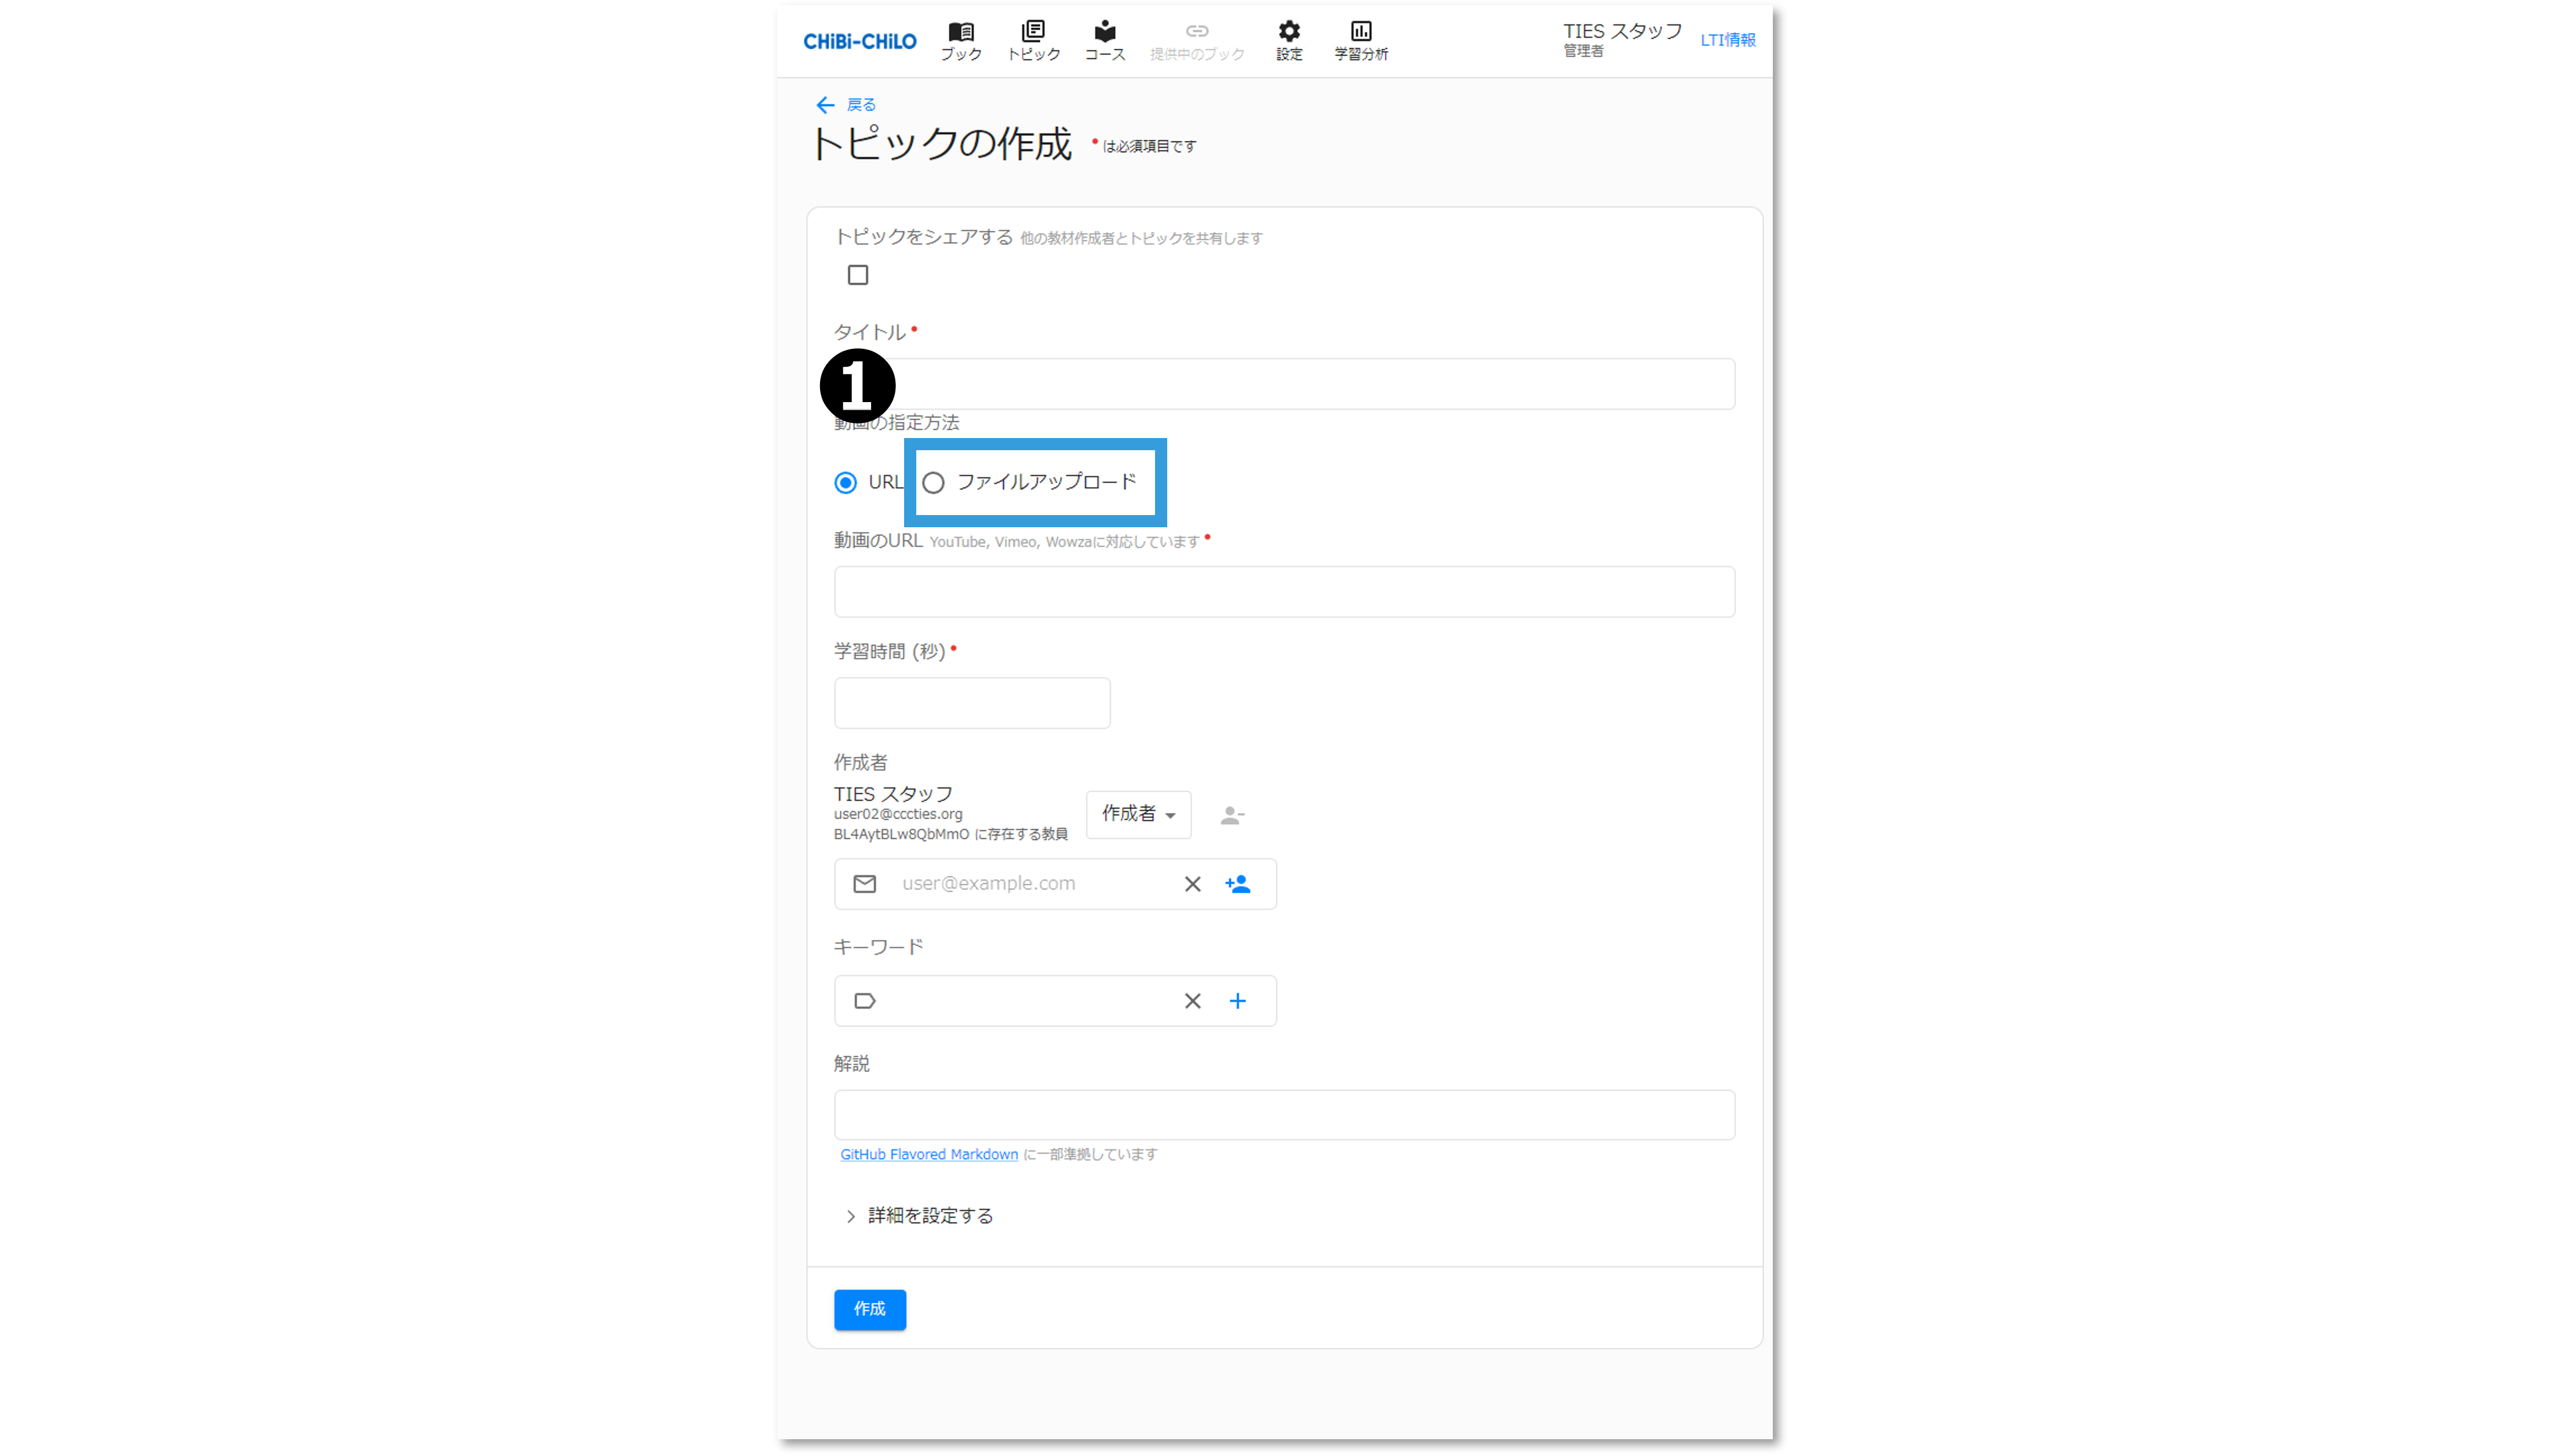 CHiBi-CHiLO
ブック
トピック
コース
提供中のブック
設定
学習分析
TIES スタッフ
管理者
LTI情報
戻る
トピックの作成 * は必須項目です
トピックをシェアする 他の教材作成者とトピックを共有します
タイトル *
1
動画の指定方法
URL ファイルアップロード
動画のURL YouTube, Vimeo, Wowzaに対応しています *
学習時間 (秒) *
作成者
TIES スタッフ
user02@cccties.org
BL4AytBLw8QbMmO に存在する教員
作成者
user@example.com
キーワード
解説
GitHub Flavored Markdown に一部準拠しています
詳細を設定する
作成